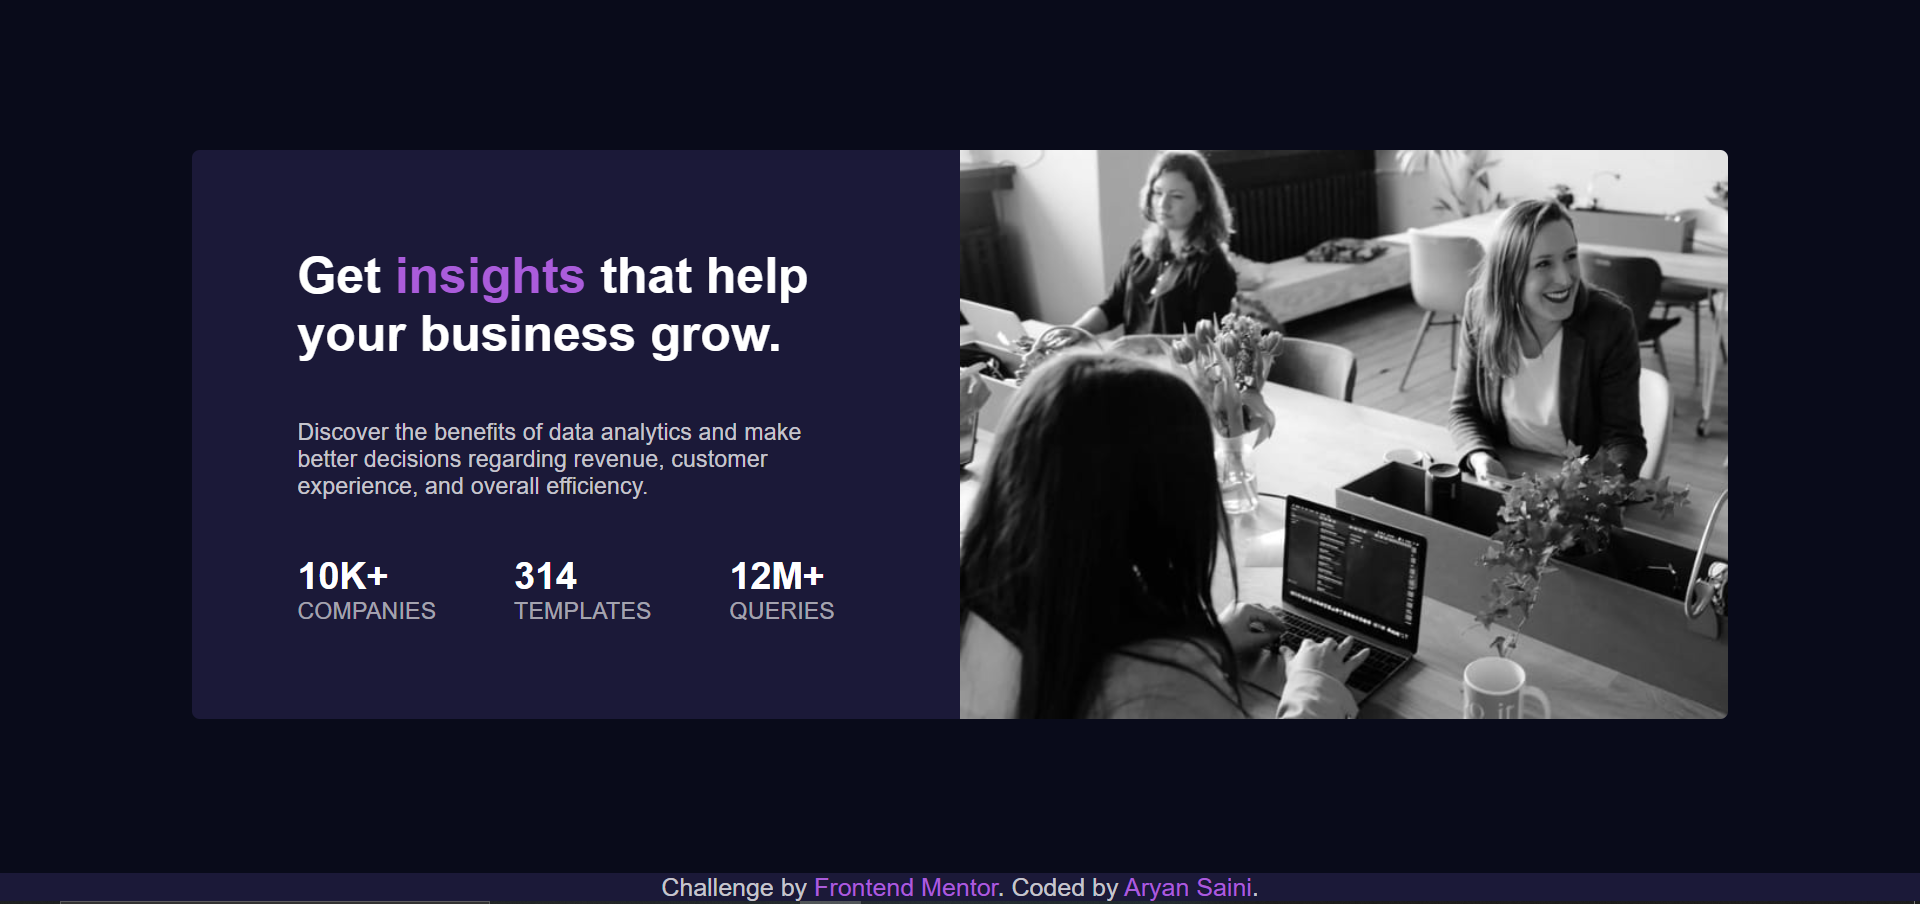 Get insights that help
your business grow.
Discover the benefits of data analytics and make
better decisions regarding revenue, customer
experience, and overall efficiency.
10K+ 314 12M+
COMPANIES TEMPLATES QUERIES
Challenge by Frontend Mentor. Coded by Aryan Saini.